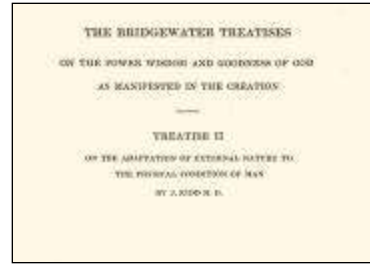 THE BRIDGEWATER TREATISES
ON THE POWER WISDOM AND GOODNESS OF GOD
AS MANIFESTED IN THE CREATION
TREATISE II
ON THE ADAPTATION OF EXTERNAL NATURE TO
THE PHYSICAL CONDITION OF MAN
BY J. KIDD M. D.